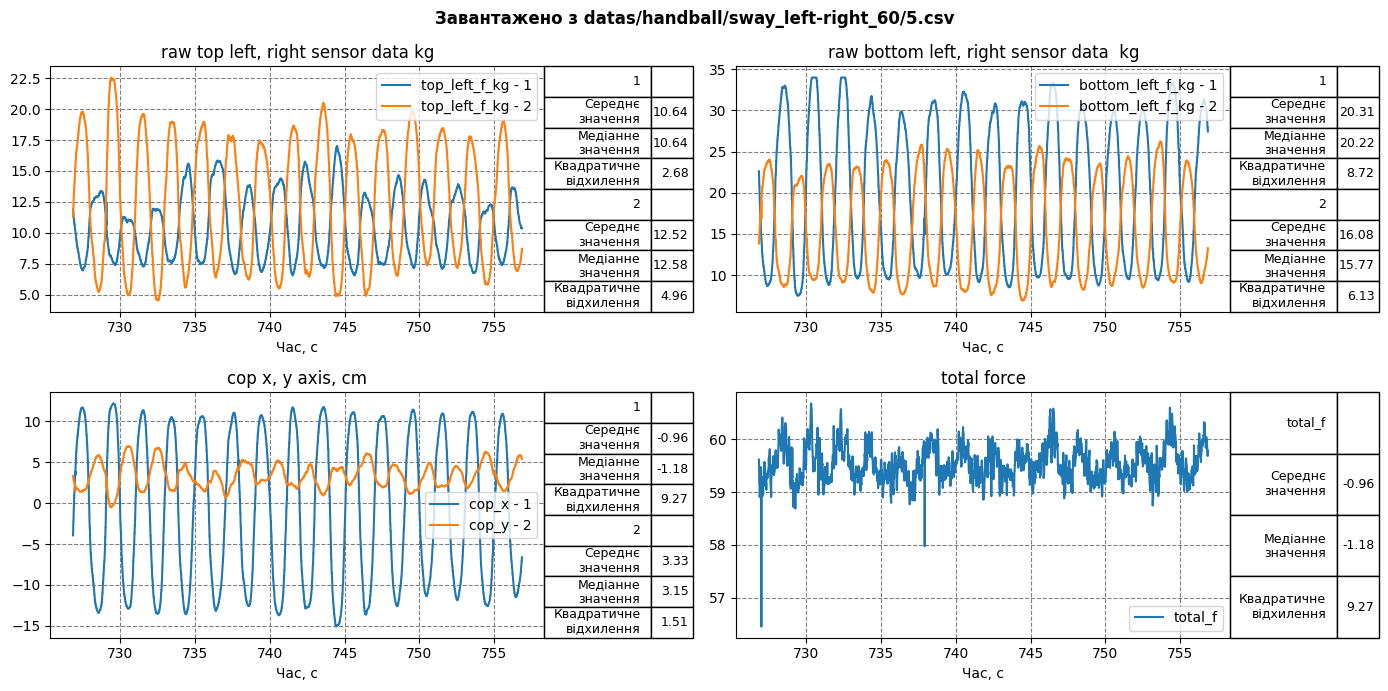 Завантажено з datas/handball/sway_left-right_60/5.csv
raw top left, right sensor data kg
22.5
20.0
17.5
15.0
12.5
10.0
7.5
5.0
top_left_f_kg - 1
top_left_f_kg - 2
730
735
740
745
750
755
Час, с
1
Середнє
значення
10.64
Медіанне
значення
10.64
Квадратичне
відхилення
2.68
2
Середнє
значення
12.52
Медіанне
значення
12.58
Квадратичне
відхилення
4.96
raw bottom left, right sensor data  kg
35
30
25
20
15
10
bottom_left_f_kg - 1
bottom_left_f_kg - 2
730
735
740
745
750
755
Час, с
1
Середнє
значення
20.31
Медіанне
значення
20.22
Квадратичне
відхилення
8.72
2
Середнє
значення
16.08
Медіанне
значення
15.77
Квадратичне
відхилення
6.13
cop x, y axis, cm
10
5
0
−5
−10
−15
cop_x - 1
cop_y - 2
730
735
740
745
750
755
Час, с
1
Середнє
значення
-0.96
Медіанне
значення
-1.18
Квадратичне
відхилення
9.27
2
Середнє
значення
3.33
Медіанне
значення
3.15
Квадратичне
відхилення
1.51
total force
60
59
58
57
total_f
730
735
740
745
750
755
Час, с
total_f
Середнє
значення
-0.96
Медіанне
значення
-1.18
Квадратичне
відхилення
9.27